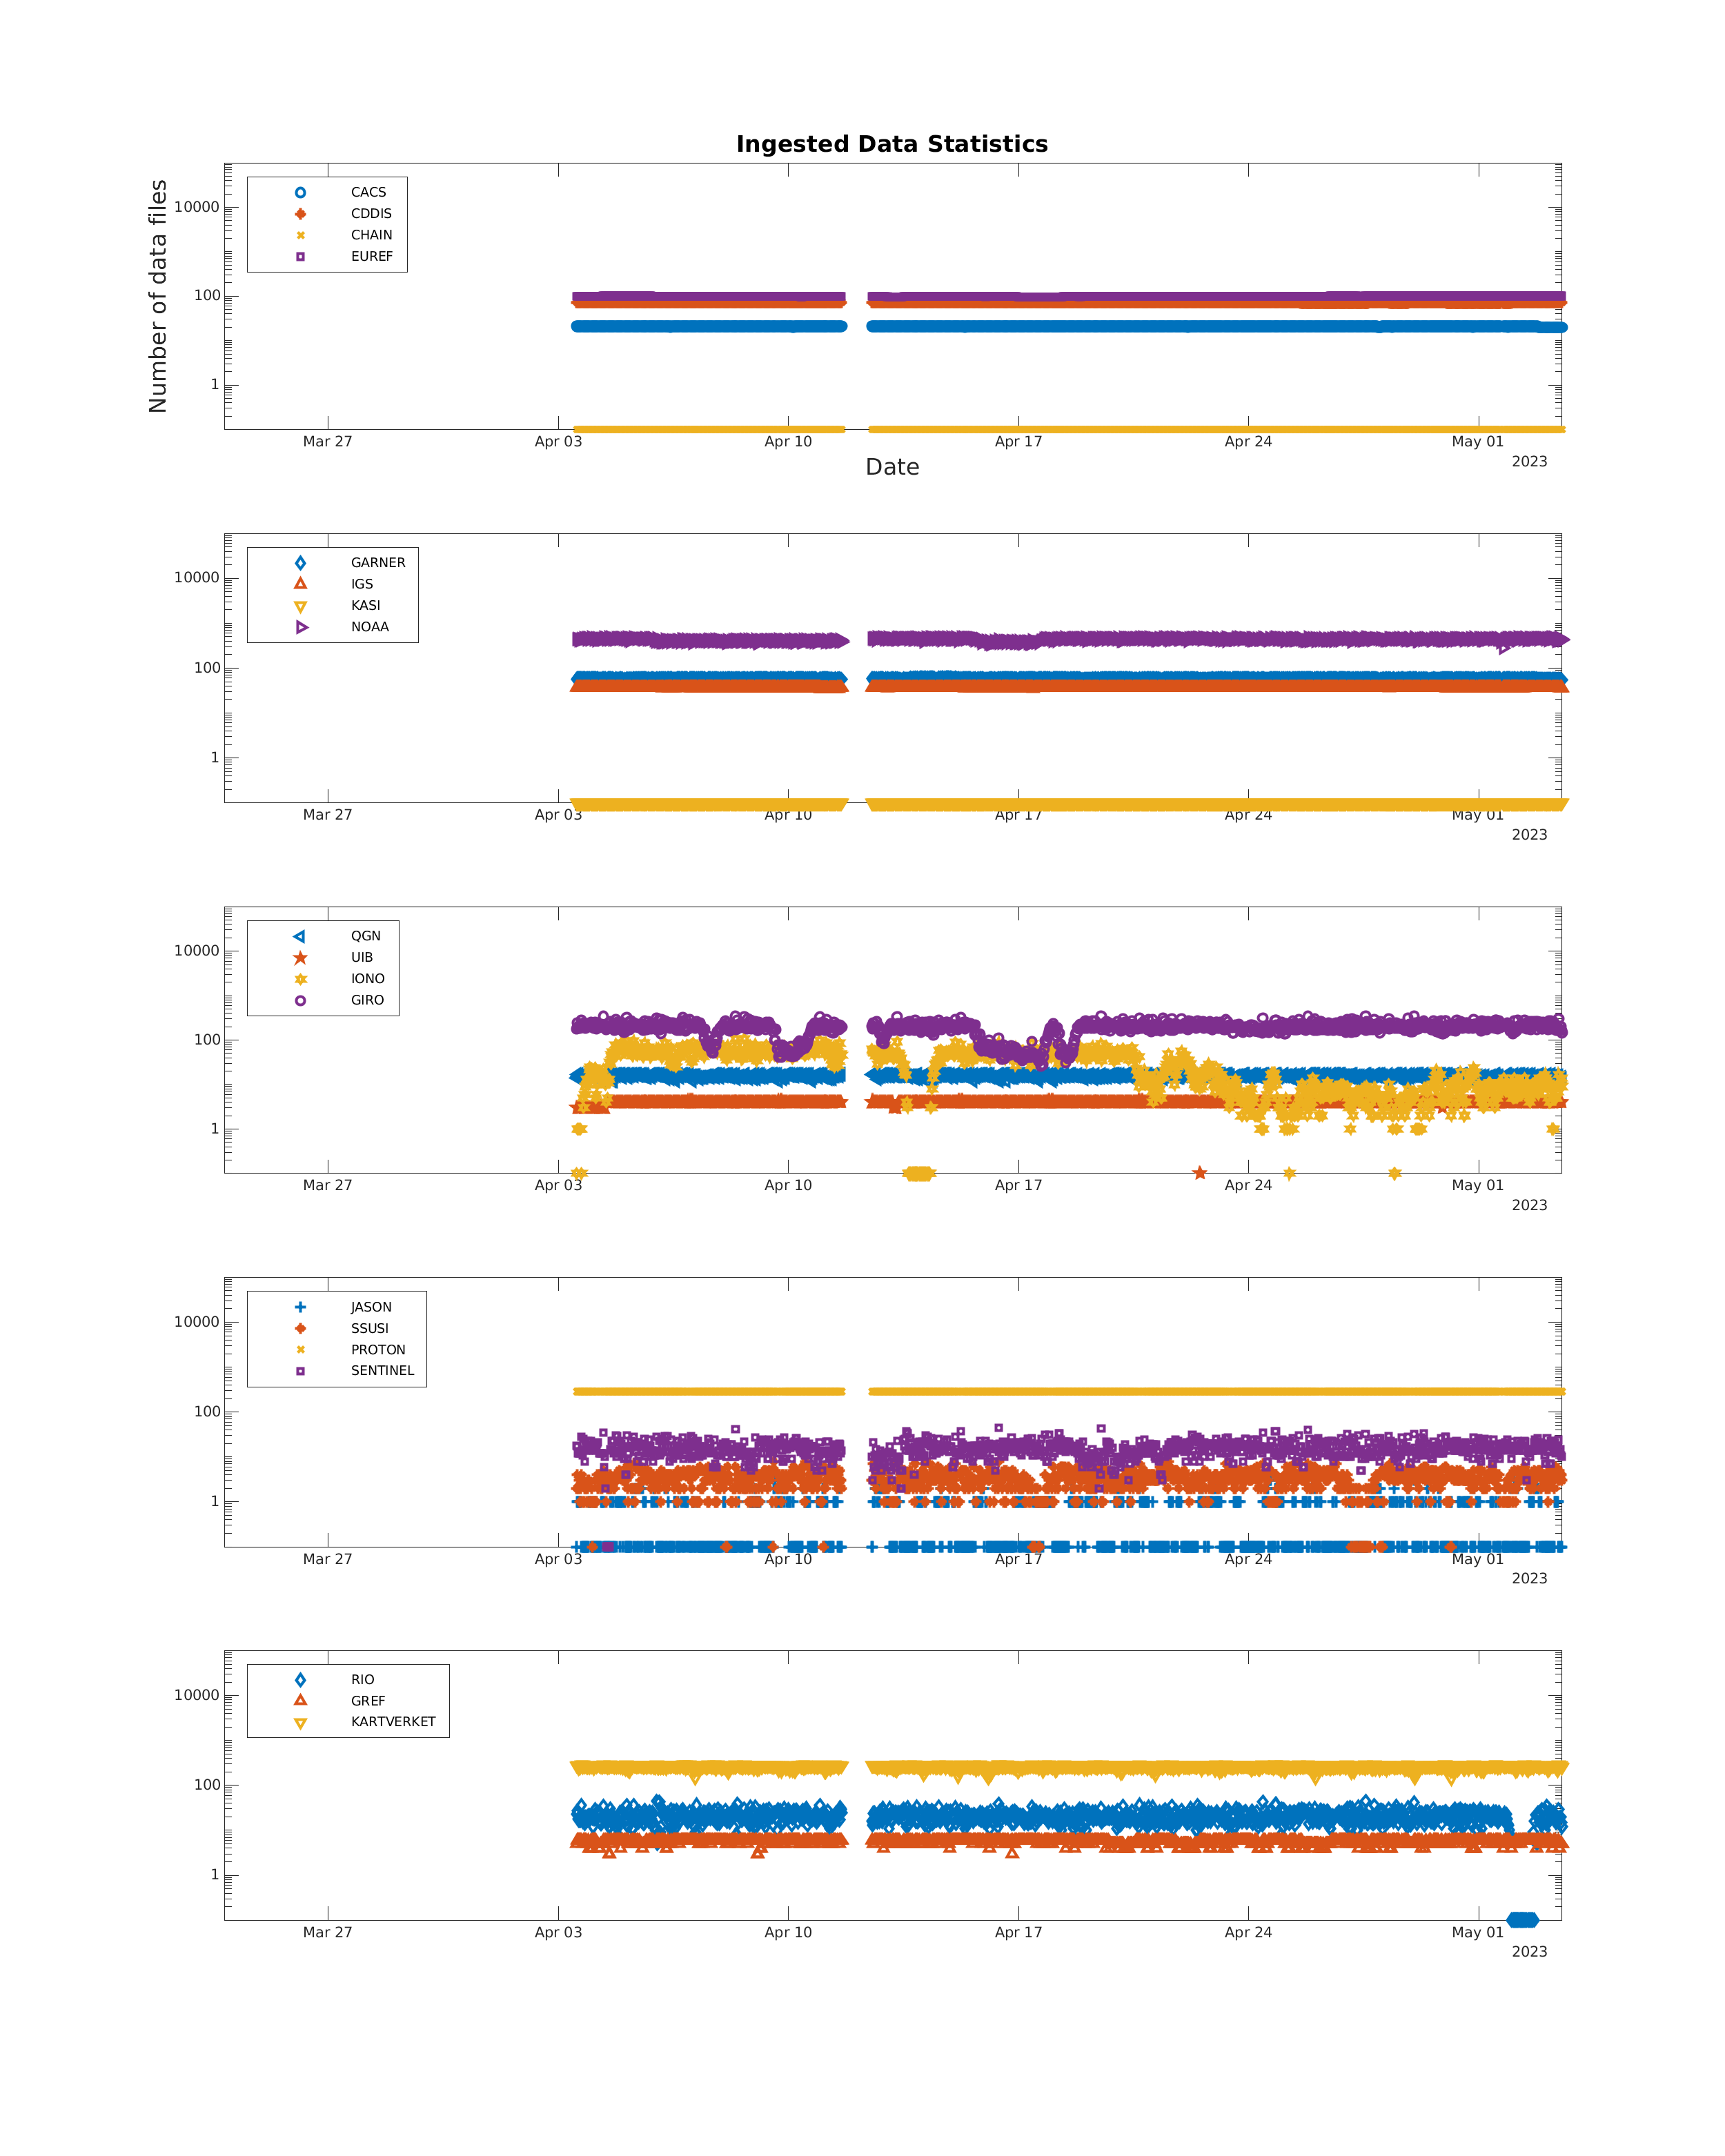 Ingested Data Statistics
Number of data files
CACS
CDDIS
CHAIN
EUREF
10000
100
1
Mar 27 Apr 03 Apr 10 Apr 17 Apr 24 May 01
2023
Date
GARNER
IGS
KASI
NOAA
10000
100
1
Mar 27 Apr 03 Apr 10 Apr 17 Apr 24 May 01
2023
QGN
UIB
IONO
GIRO
10000
100
1
Mar 27 Apr 03 Apr 10 Apr 17 Apr 24 May 01
2023
JASON
SSUSI
PROTON
SENTINEL
10000
100
1
Mar 27 Apr 03 Apr 10 Apr 17 Apr 24 May 01
2023
RIO
GREF
KARTVERKET
10000
100
1
Mar 27 Apr 03 Apr 10 Apr 17 Apr 24 May 01
2023